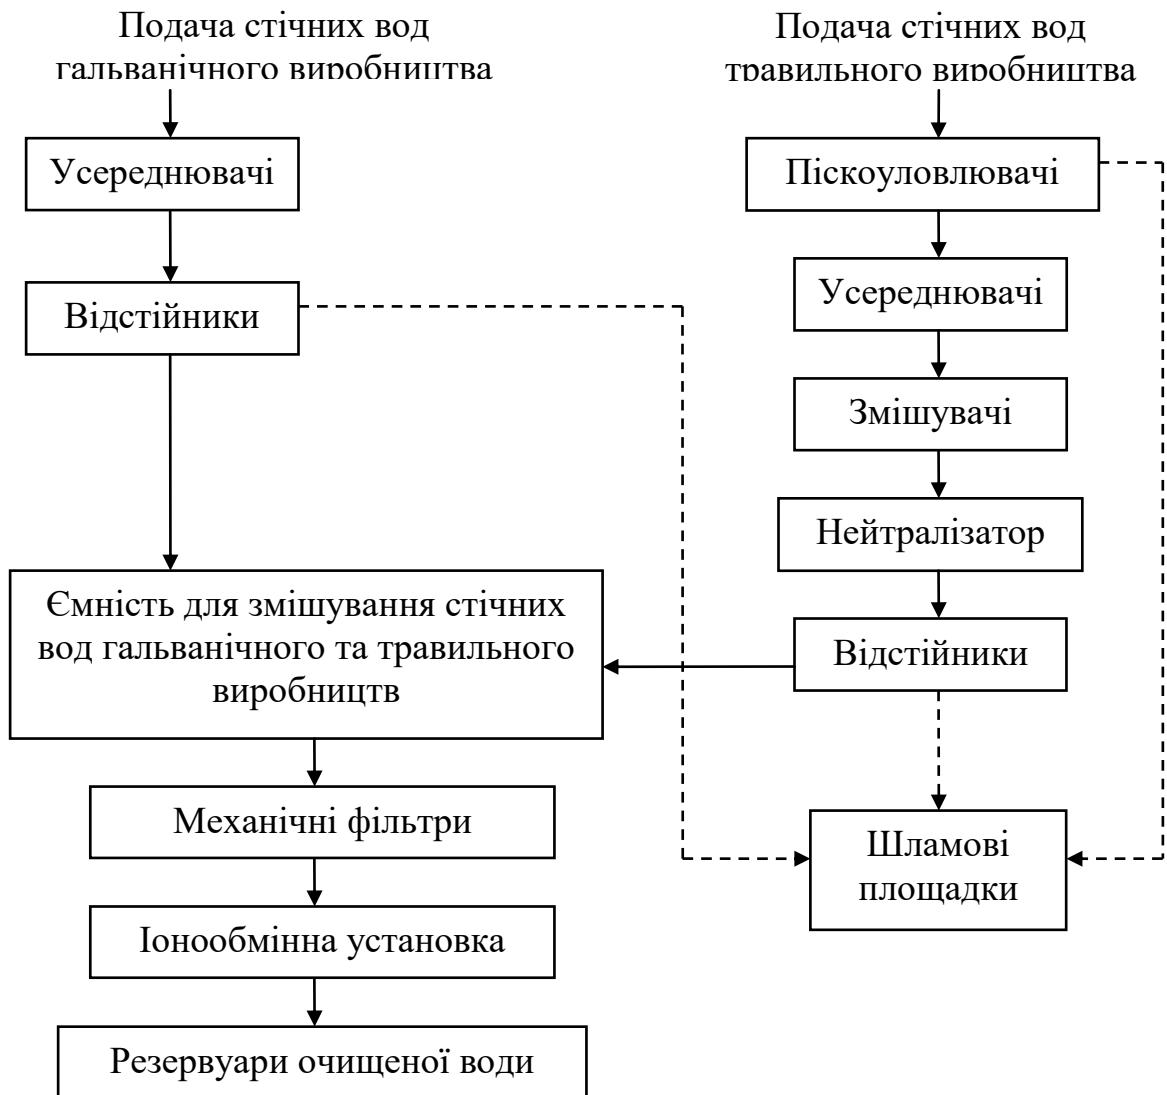 Подача стічних вод
гальванічного виробництва
Подача стічних вод
травильного виробництва
Усереднювачі
Піскоуловлювачі
Усереднювачі
Відстійники
Змішувачі
Нейтралізатор
Ємність для змішування стічних
вод гальванічного та травильного
виробництв
Відстійники
Механічні фільтри
Шламові
площадки
Іонообмінна установка
Резервуари очищеної води